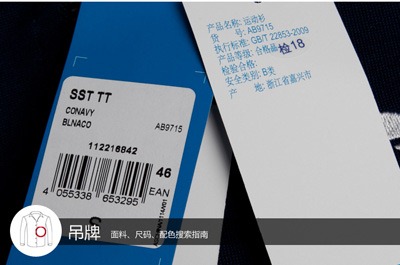 SST TT
CONAVY
BLNACO
AB9715
112216842
46
EAN
4 055338 653295
产品名称: 运动衫
货 号: AB9715
执行标准: GB/T 22853-2009
产品等级: 合格品
检18
检验合格:
安全类别: B类
产 地: 浙江省嘉兴市
吊牌 面料、尺码、配色搜索指南